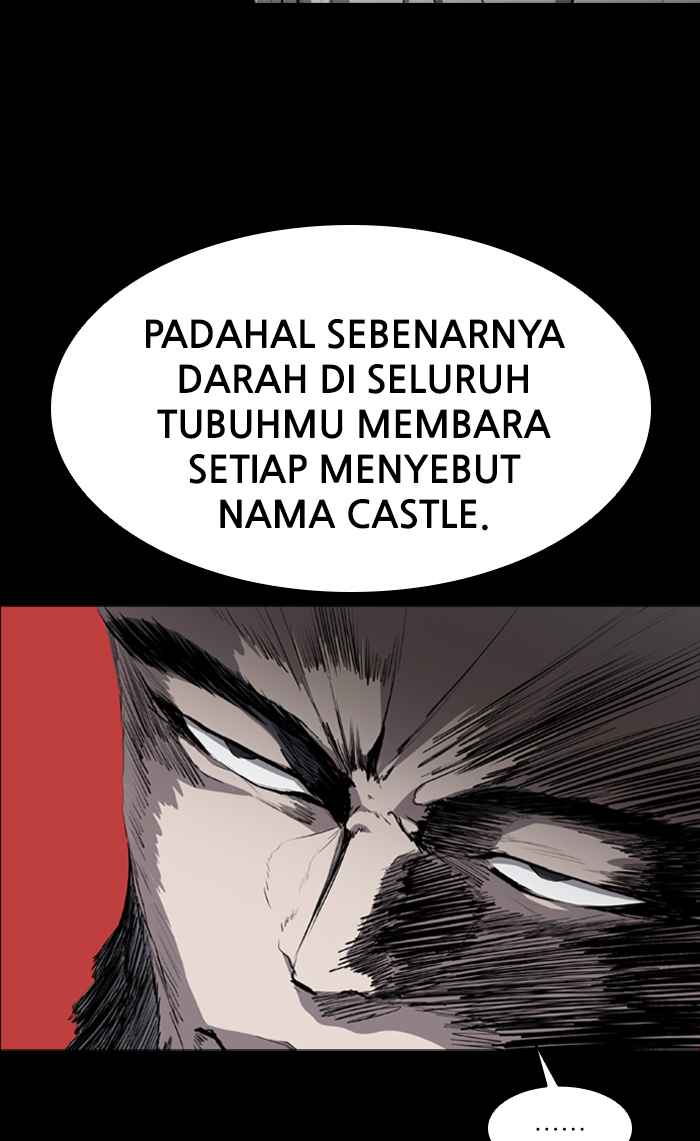 PADAHAL SEBENARNYA
DARAH DI SELURUH
TUBUHMU MEMBARA
SETIAP MENYEBUT
NAMA CASTLE.
......